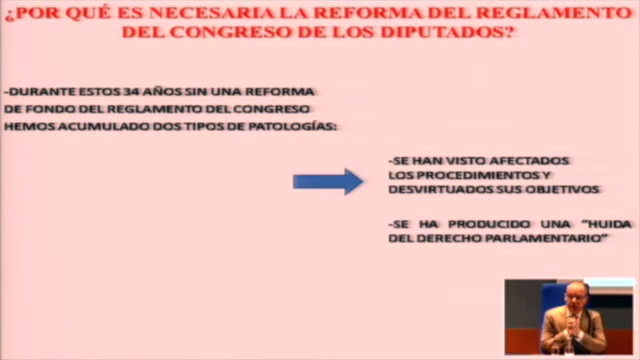 ¿POR QUÉ ES NECESARIA LA REFORMA DEL REGLAMENTO
DEL CONGRESO DE LOS DIPUTADOS?
-DURANTE ESTOS 34 AÑOS SIN UNA REFORMA
DE FONDO DEL REGLAMENTO DEL CONGRESO
HEMOS ACUMULADO DOS TIPOS DE PATOLOGÍAS:
-SE HAN VISTO AFECTADOS
LOS PROCEDIMIENTOS Y
DESVIRTUADOS SUS OBJETIVOS
-SE HA PRODUCIDO UNA “HUIDA
DEL DERECHO PARLAMENTARIO”